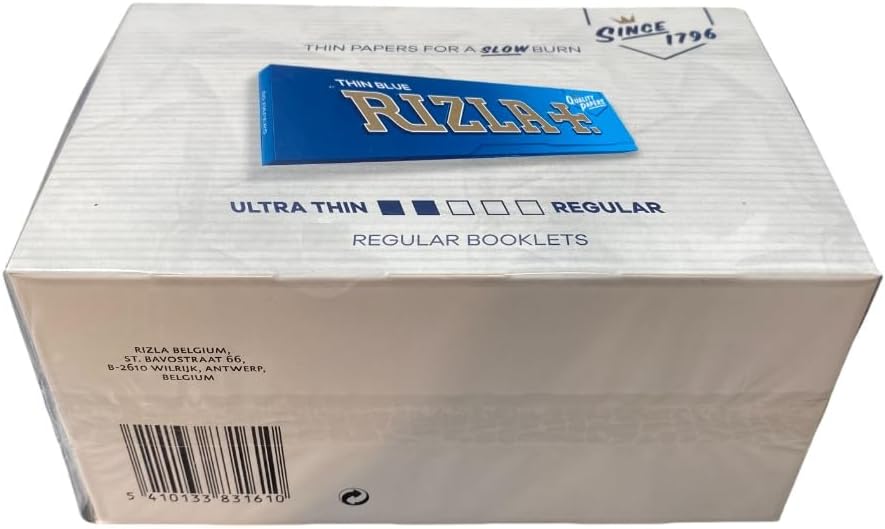 SINCE
1796
THIN PAPERS FOR A SLOW BURN
THIN BLUE
RIZLA+.
QUALITY
PAPERS
ULTRA THIN REGULAR
REGULAR BOOKLETS
RIZLA BELGIUM,
ST. BAVOSTRAAT 66,
B-2610 WILRIJK, ANTWERP,
BELGIUM
5 410133 831610